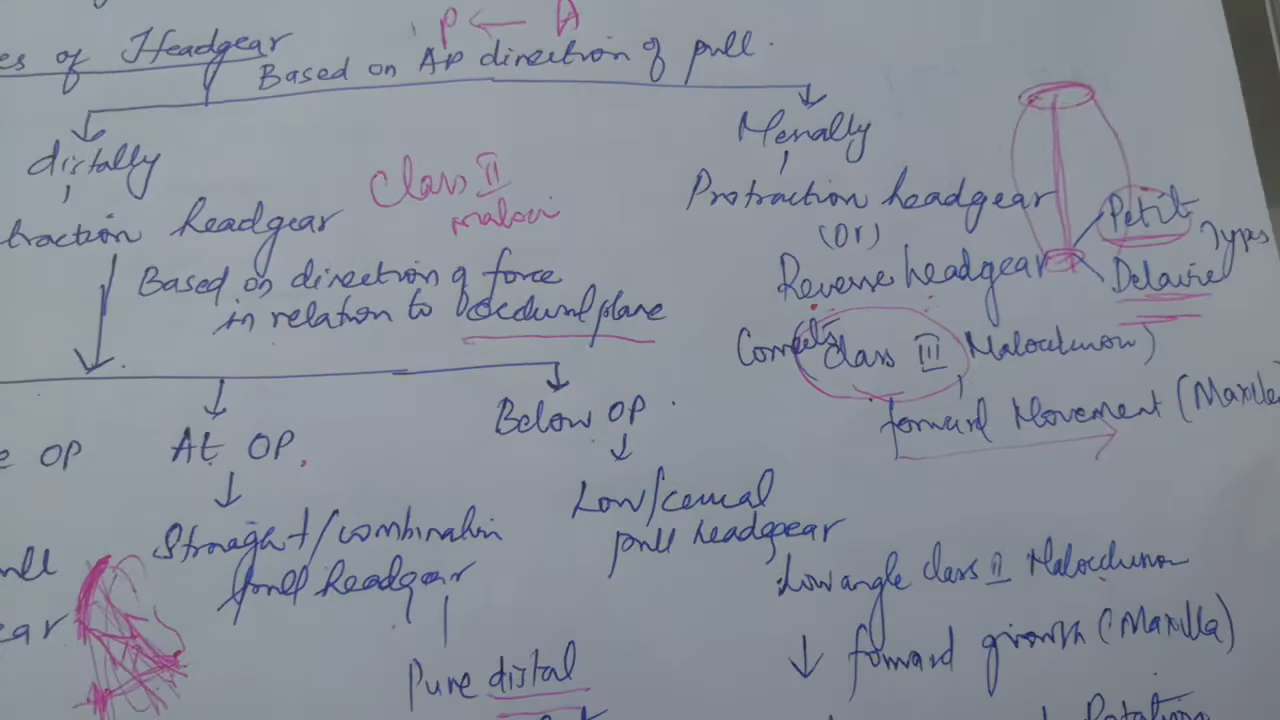 P ← A
es of Headgear
Based on AP direction of pull.
distally
Mesially
traction headgear
Class II
Maloci
Protraction headgear
(or)
Reverse headgear
Petit
Types
Delaire
Based on direction of force
in relation to Occlusal plane
Corrects Class III Malocclusion
forward Movement (Maxilla
e OP
At OP.
Below OP.
Straight/combination
pull headgear
Low/cervical
pull headgear
ull
ear
Pure distal
Low angle class II Malocclusion
↓ forward growth (Maxilla)
Rotation